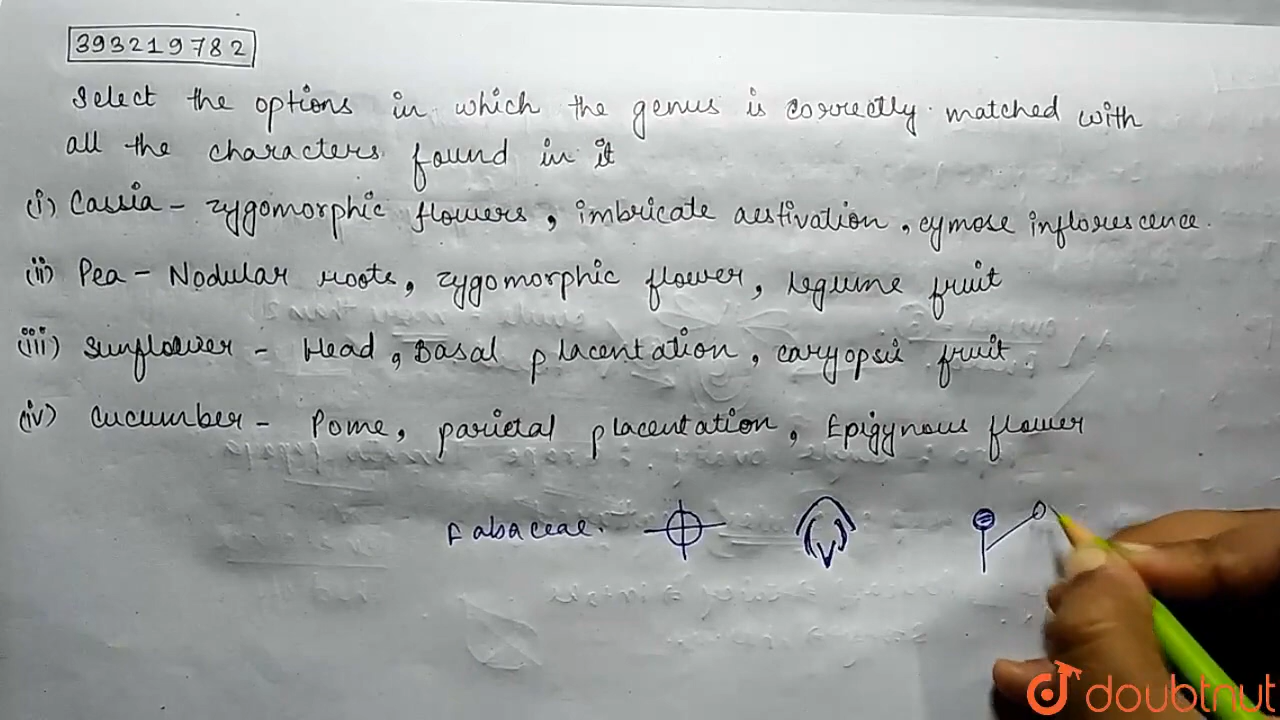 393219782
Select the options in which the genus is correctly matched with
all the characters found in it
(i) Cassia - zygomorphic flowers, imbricate aestivation, cymose inflorescence.
(ii) Pea - Nodular roots, zygomorphic flower, legume fruit
(iii) Sunflower - Head, Basal placentation, caryopsis fruit
(iv) Cucumber - Pome, parietal placentation, Epigynous flower
Fabaceae.
doubtnut